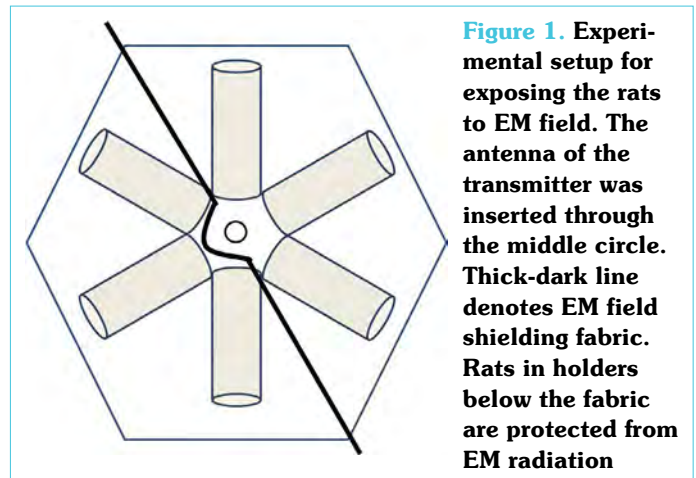 Figure 1. Experi-
mental setup for
exposing the rats
to EM field. The
antenna of the
transmitter was
inserted through
the middle circle.
Thick-dark line
denotes EM field
shielding fabric.
Rats in holders
below the fabric
are protected from
EM radiation